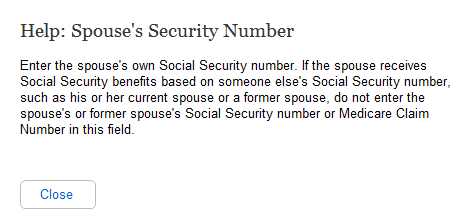 Help: Spouse's Security Number
Enter the spouse's own Social Security number. If the spouse receives
Social Security benefits based on someone else's Social Security number,
such as his or her current spouse or a former spouse, do not enter the
spouse's or former spouse's Social Security number or Medicare Claim
Number in this field.
Close